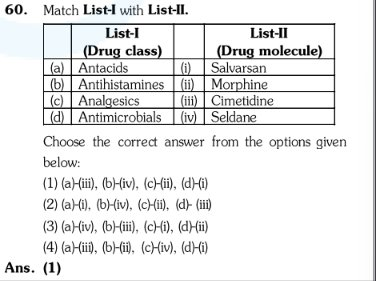 60. Match List-I with List-II.
List-I List-II
(Drug class) (Drug molecule)
(a) Antacids (i) Salvarsan
(b) Antihistamines (ii) Morphine
(c) Analgesics (iii) Cimetidine
(d) Antimicrobials (iv) Seldane
Choose the correct answer from the options given
below:
(1) (a)-(iii), (b)-(iv), (c)-(ii), (d)-(i)
(2) (a)-(i), (b)-(iv), (c)-(ii), (d)- (iii)
(3) (a)-(iv), (b)-(iii), (c)-(i), (d)-(ii)
(4) (a)-(iii), (b)-(ii), (c)-(iv), (d)-(i)
Ans. (1)